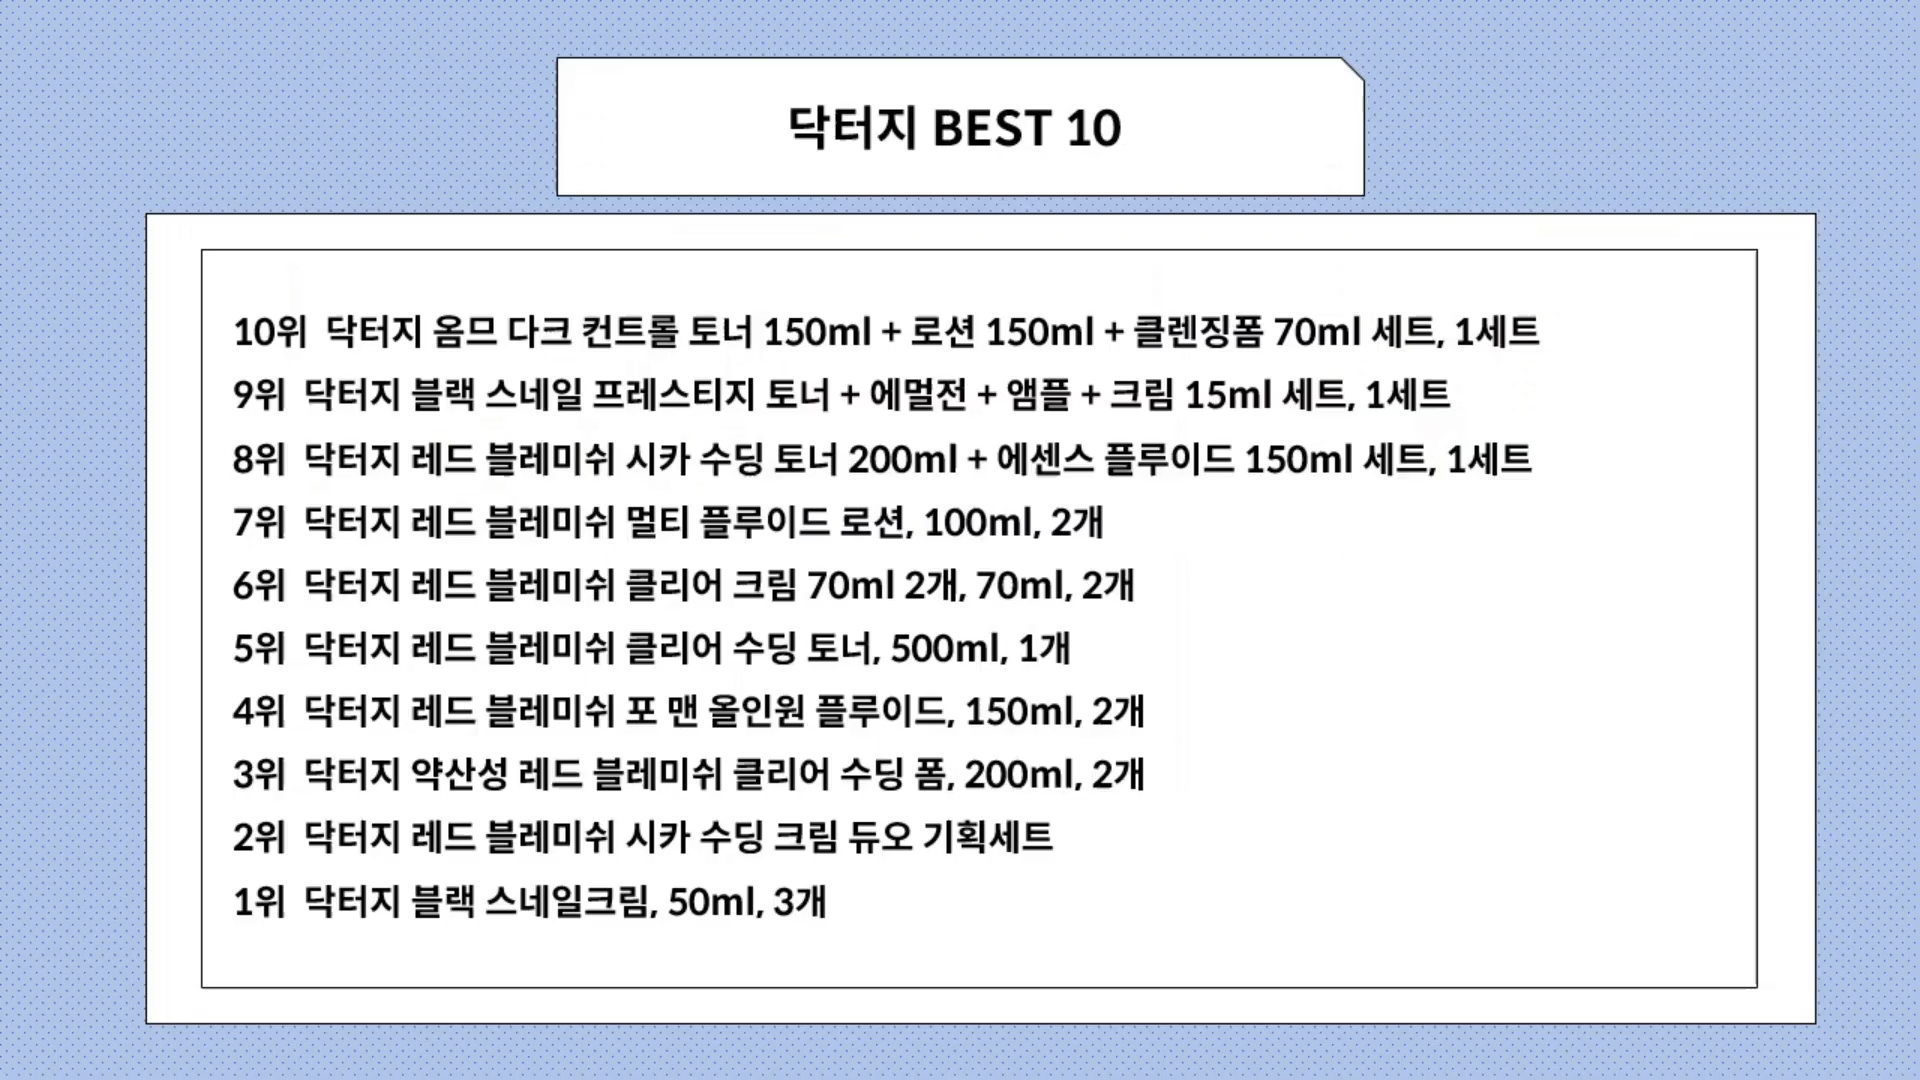 닥터지 BEST 10
10위 닥터지 옴므 다크 컨트롤 토너 150ml + 로션 150ml + 클렌징폼 70ml 세트, 1세트
9위 닥터지 블랙 스네일 프레스티지 토너 + 에멀전 + 앰플 + 크림 15ml 세트, 1세트
8위 닥터지 레드 블레미쉬 시카 수딩 토너 200ml + 에센스 플루이드 150ml 세트, 1세트
7위 닥터지 레드 블레미쉬 멀티 플루이드 로션, 100ml, 2개
6위 닥터지 레드 블레미쉬 클리어 크림 70ml 2개, 70ml, 2개
5위 닥터지 레드 블레미쉬 클리어 수딩 토너, 500ml, 1개
4위 닥터지 레드 블레미쉬 포 맨 올인원 플루이드, 150ml, 2개
3위 닥터지 약산성 레드 블레미쉬 클리어 수딩 폼, 200ml, 2개
2위 닥터지 레드 블레미쉬 시카 수딩 크림 듀오 기획세트
1위 닥터지 블랙 스네일크림, 50ml, 3개